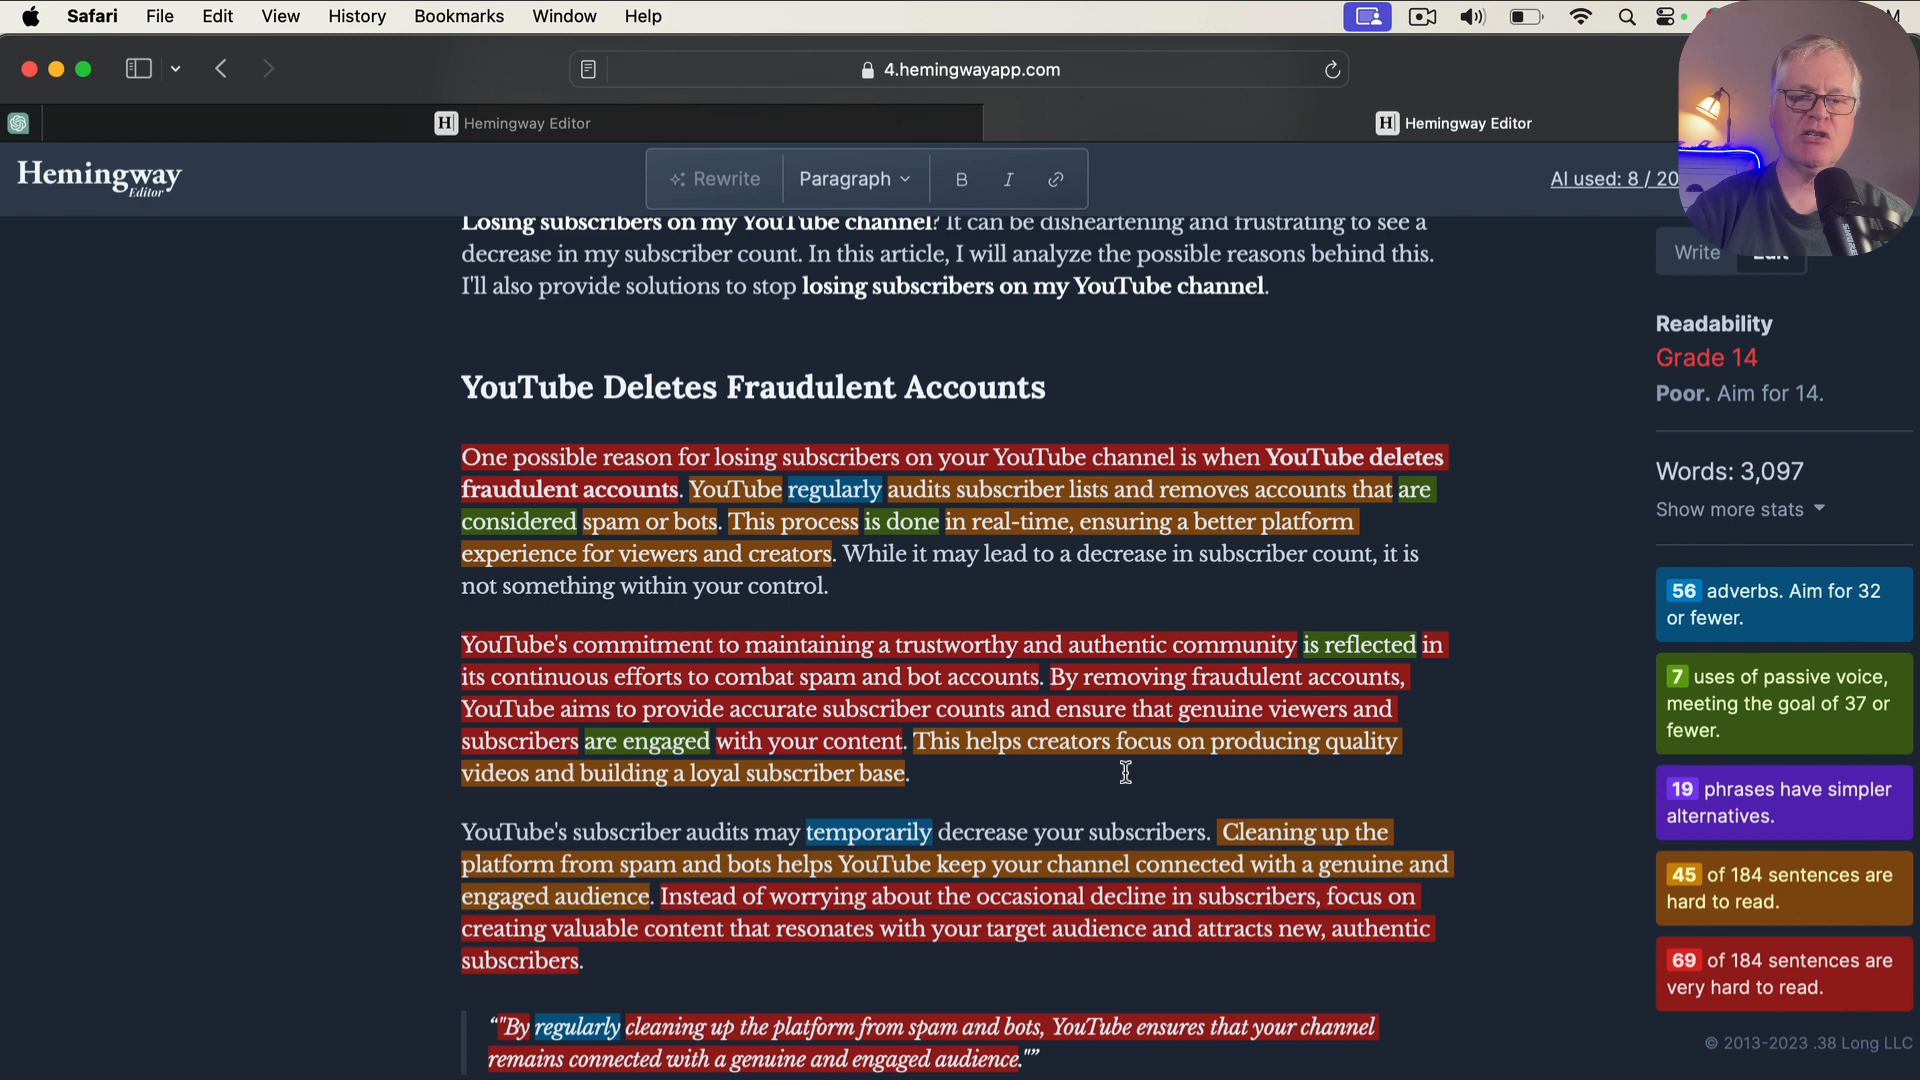 Safari File Edit View History Bookmarks Window Help
4.hemingwayapp.com
Hemingway Editor
Hemingway Editor
Hemingway
Editor
Rewrite
Paragraph
B
I
AI used: 8 / 20
Losing subscribers on my YouTube channel? It can be disheartening and frustrating to see a
decrease in my subscriber count. In this article, I will analyze the possible reasons behind this.
I'll also provide solutions to stop losing subscribers on my YouTube channel.
YouTube Deletes Fraudulent Accounts
One possible reason for losing subscribers on your YouTube channel is when YouTube deletes
fraudulent accounts. YouTube regularly audits subscriber lists and removes accounts that are
considered spam or bots. This process is done in real-time, ensuring a better platform
experience for viewers and creators. While it may lead to a decrease in subscriber count, it is
not something within your control.
YouTube's commitment to maintaining a trustworthy and authentic community is reflected in
its continuous efforts to combat spam and bot accounts. By removing fraudulent accounts,
YouTube aims to provide accurate subscriber counts and ensure that genuine viewers and
subscribers are engaged with your content. This helps creators focus on producing quality
videos and building a loyal subscriber base.
YouTube's subscriber audits may temporarily decrease your subscribers. Cleaning up the
platform from spam and bots helps YouTube keep your channel connected with a genuine and
engaged audience. Instead of worrying about the occasional decline in subscribers, focus on
creating valuable content that resonates with your target audience and attracts new, authentic
subscribers.
“"By regularly cleaning up the platform from spam and bots, YouTube ensures that your channel
remains connected with a genuine and engaged audience."”
Write
Edit
Readability
Grade 14
Poor. Aim for 14.
Words: 3,097
Show more stats
56 adverbs. Aim for 32
or fewer.
7 uses of passive voice,
meeting the goal of 37 or
fewer.
19 phrases have simpler
alternatives.
45 of 184 sentences are
hard to read.
69 of 184 sentences are
very hard to read.
© 2013-2023 .38 Long LLC